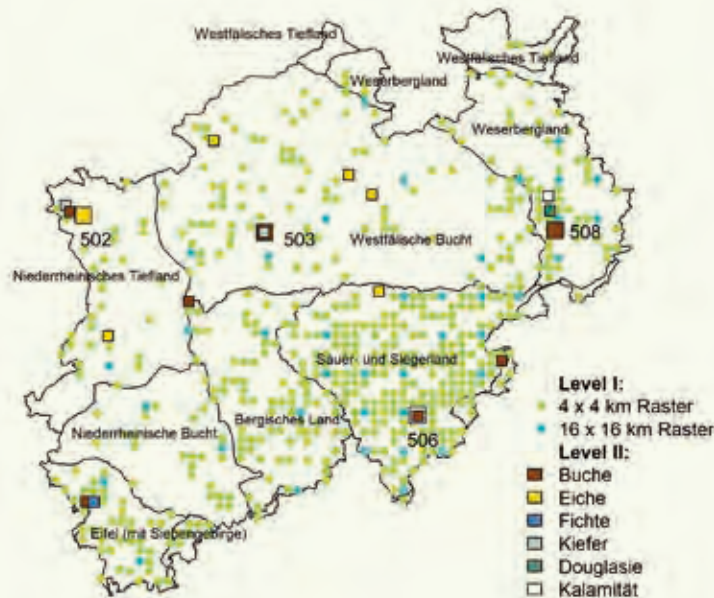 Westfälisches Tiefland
Westfälisches Tiefland
Weserbergland
Weserbergland
502
503
508
Westfälische Bucht
Niederrheinisches Tiefland
Sauer- und Siegerland
Level I:
4 x 4 km Raster
16 x 16 km Raster
Bergisches Land
506
Niederrheinische Bucht
Level II:
Buche
Eiche
Fichte
Eifel (mit Siebengebirge)
Kiefer
Douglasie
Kalamität